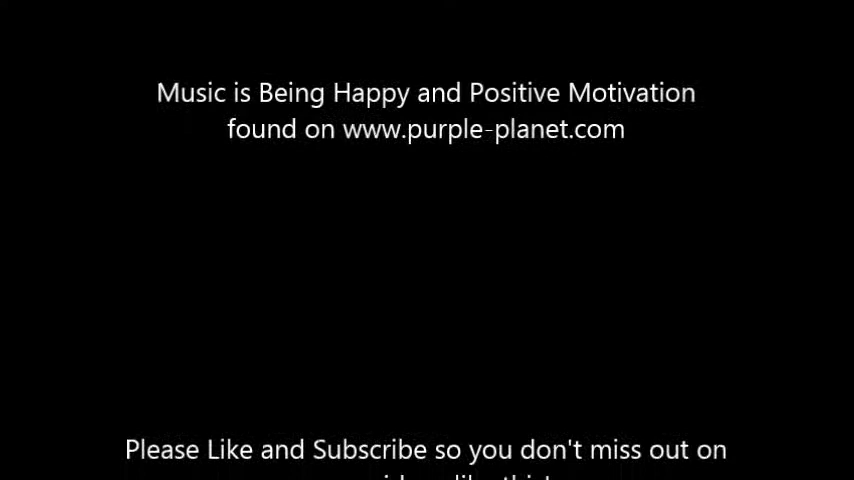 Music is Being Happy and Positive Motivation
found on www.purple-planet.com
Please Like and Subscribe so you don't miss out on